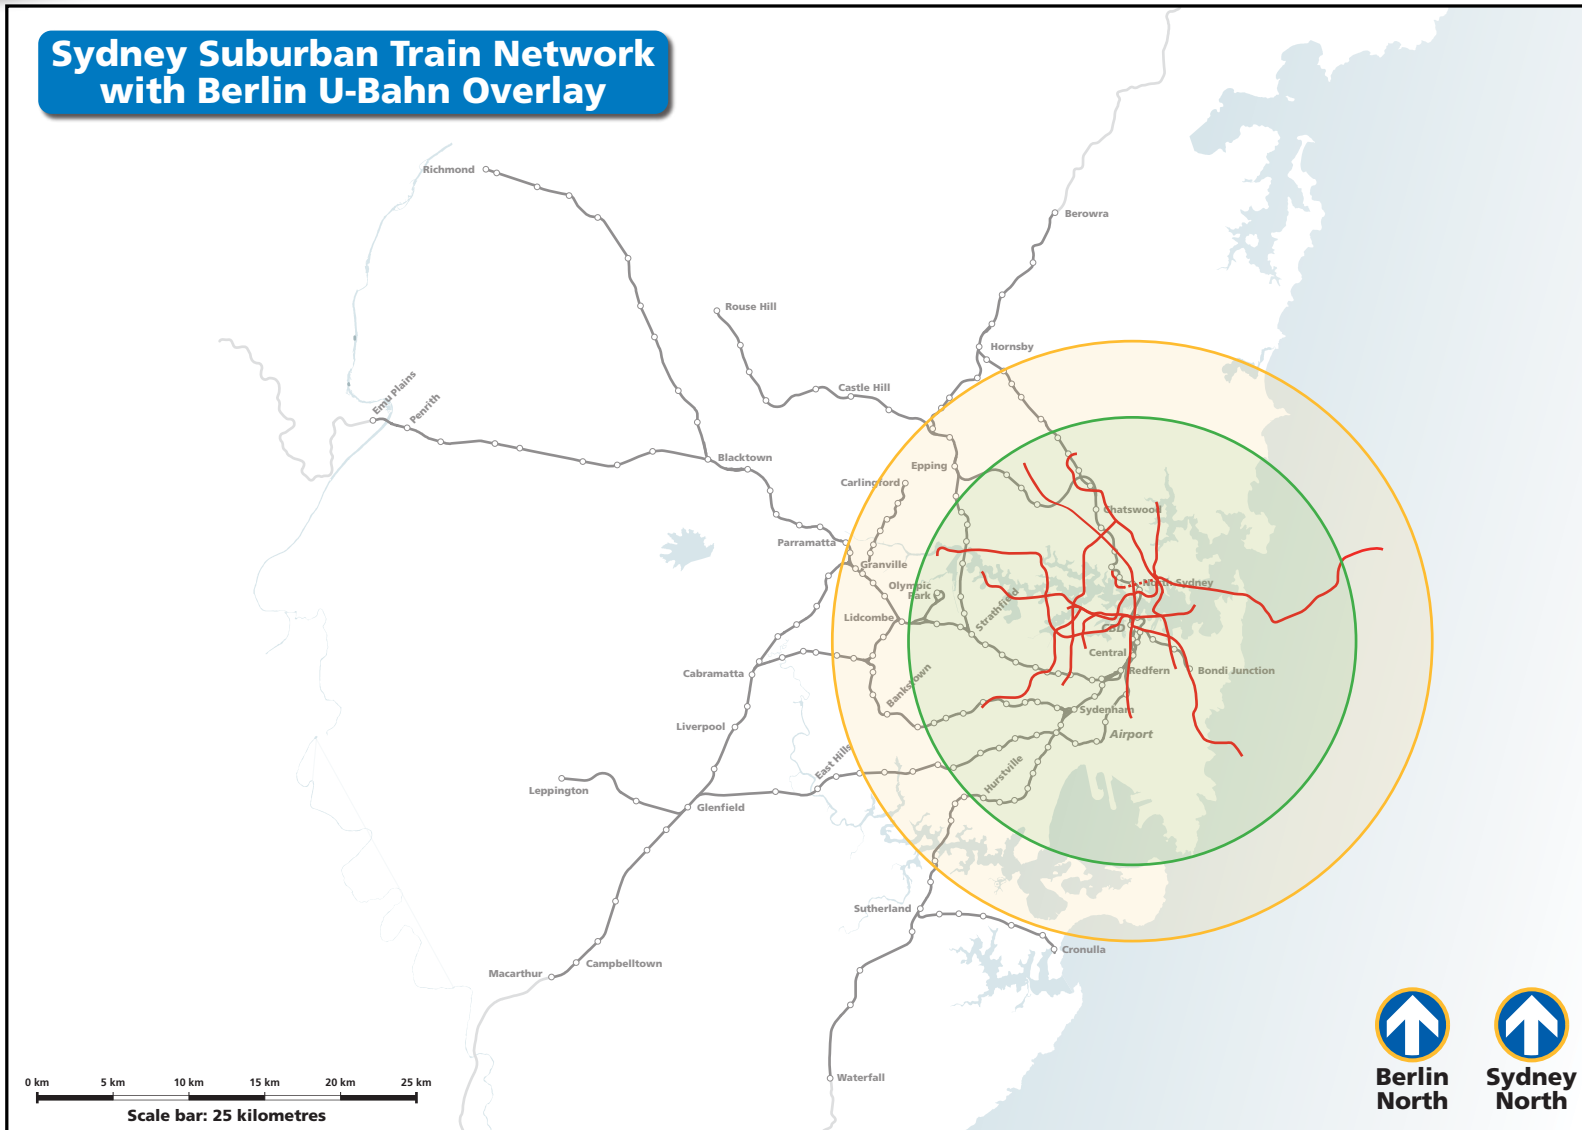 Sydney Suburban Train Network
with Berlin U-Bahn Overlay
Richmond
Berowra
Rouse Hill
Hornsby
Emu Plains
Penrith
Castle Hill
Blacktown
Epping
Carlingford
Chatswood
Parramatta
Granville
Olympic
Park
North Sydney
Lidcombe
Strathfield
CBD
Central
Cabramatta
Bankstown
Redfern
Bondi Junction
Sydenham
Liverpool
Airport
East Hills
Hurstville
Leppington
Glenfield
Sutherland
Cronulla
Macarthur
Campbelltown
Waterfall
0 km
5 km
10 km
15 km
20 km
25 km
Scale bar: 25 kilometres
Berlin
North
Sydney
North